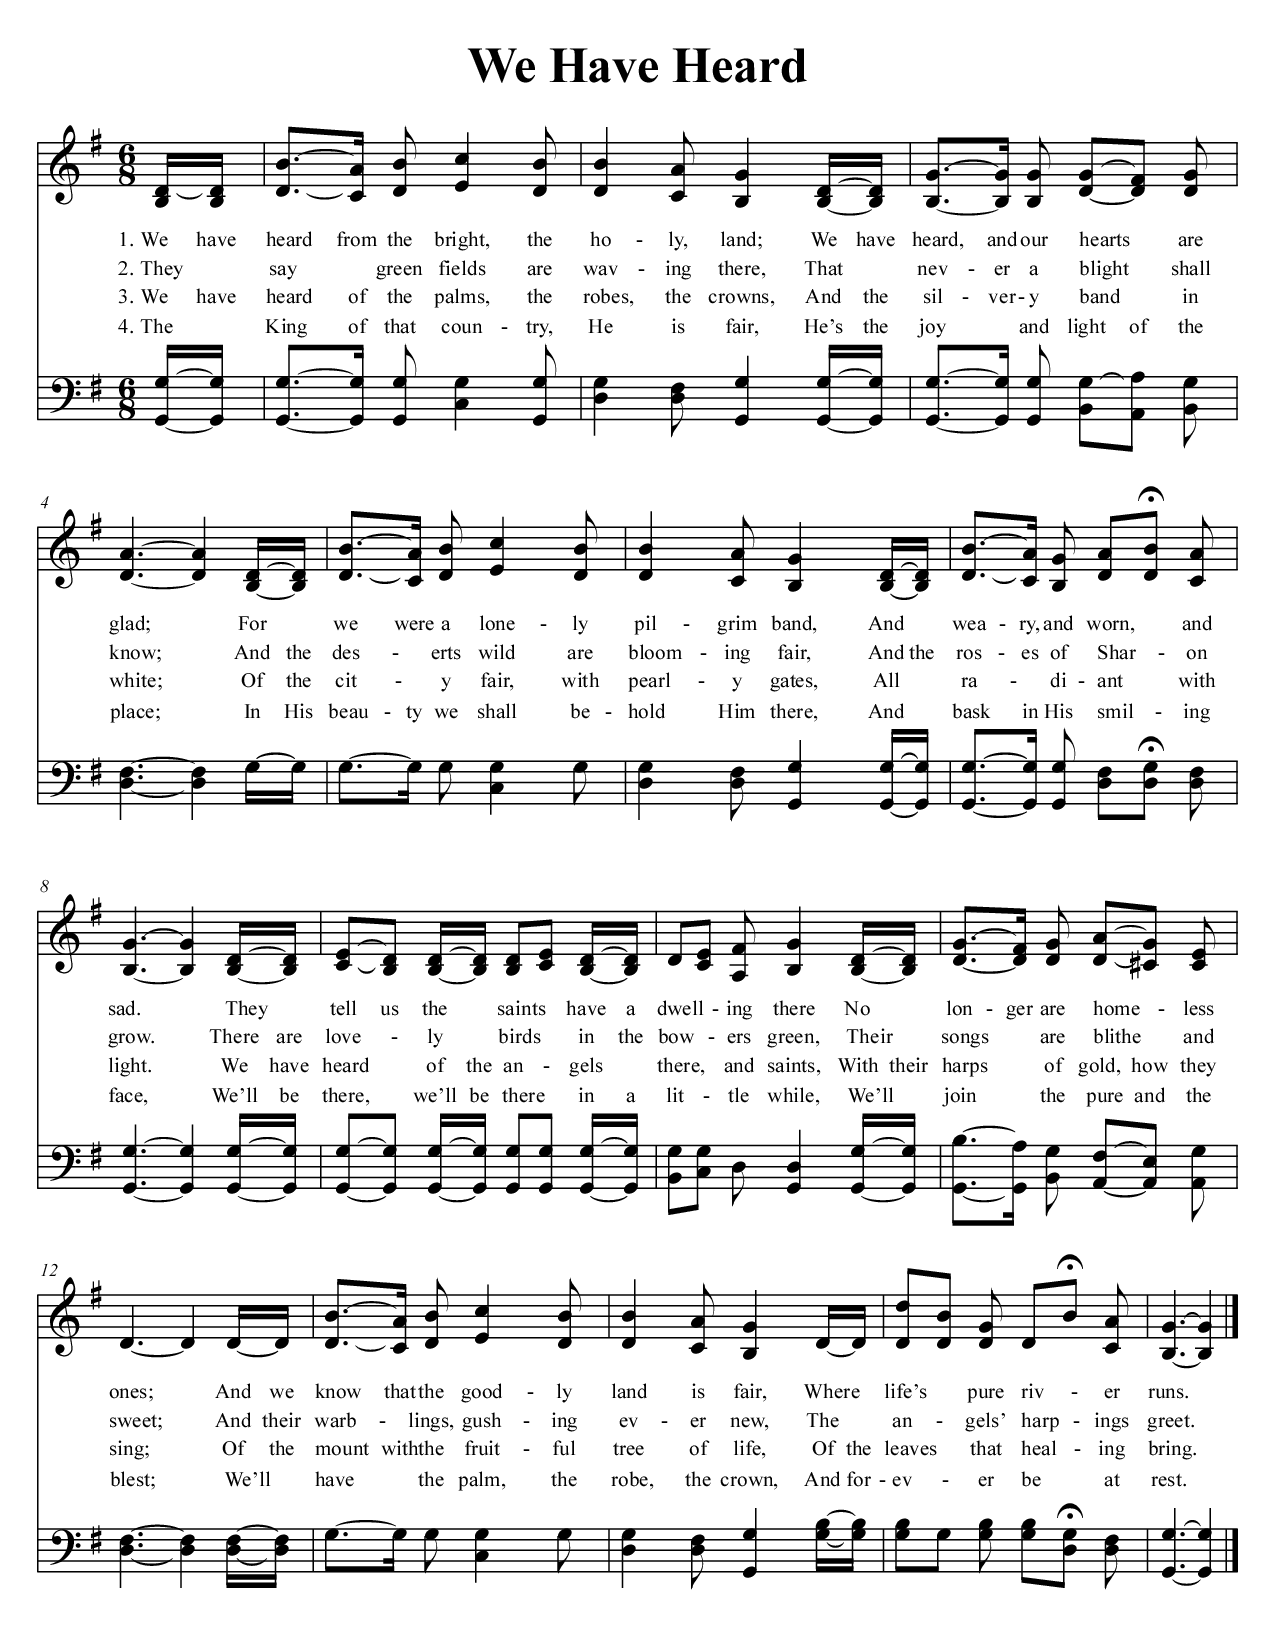 We Have Heard
1. We have heard from the bright, the ho - ly, land; We have heard, and our hearts are
2. They say green fields are wav - ing there, That nev - er a blight shall
3. We have heard of the palms, the robes, the crowns, And the sil - ver - y band in
4. The King of that coun - try, He is fair, He's the joy and light of the
4
glad; For we were a lone - ly pil - grim band, And wea - ry, and worn, and
know; And the des - erts wild are bloom - ing fair, And the ros - es of Shar - on
white; Of the cit - y fair, with pearl - y gates, All ra - di - ant with
place; In His beau - ty we shall be - hold Him there, And bask in His smil - ing
8
sad. They tell us the saints have a dwell - ing there No lon - ger are home - less
grow. There are love - ly birds in the bow - ers green, Their songs are blithe and
light. We have heard of the an - gels there, and saints, With their harps of gold, how they
face, We'll be there, we'll be there in a lit - tle while, We'll join the pure and the
12
ones; And we know that the good - ly land is fair, Where life's pure riv - er runs.
sweet; And their warb - lings, gush - ing ev - er new, The an - gels' harp - ings greet.
sing; Of the mount with the fruit - ful tree of life, Of the leaves that heal - ing bring.
blest; We'll have the palm, the robe, the crown, And for - ev - er be at rest.